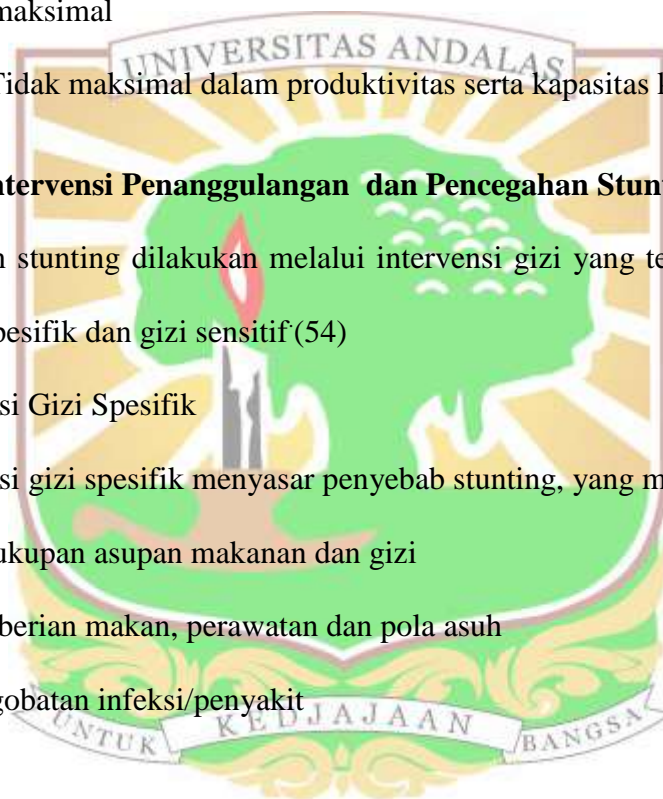 maksimal
UNIVERSITAS ANDALAS
Tidak maksimal dalam produktivitas serta kapasitas
ntervensi Penanggulangan dan Pencegahan Stunt
n stunting dilakukan melalui intervensi gizi yang te
pesifik dan gizi sensitif.(54)
si Gizi Spesifik
si gizi spesifik menyasar penyebab stunting, yang m
ukupan asupan makanan dan gizi
berian makan, perawatan dan pola asuh
gobatan infeksi/penyakit
UNTUK KEDJAJAAN BANGSA